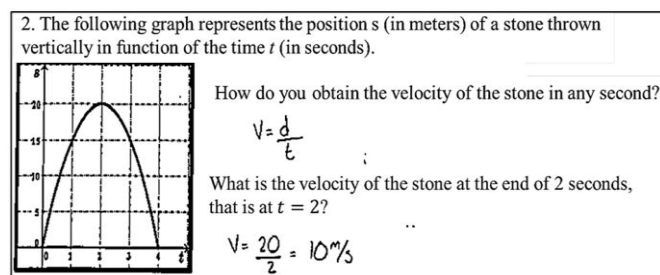 2. The following graph represents the position s (in meters) of a stone thrown
vertically in function of the time t (in seconds).
How do you obtain the velocity of the stone in any second?
V = d/t
What is the velocity of the stone at the end of 2 seconds,
that is at t = 2?
V = 20/2 = 10 m/s
s
20
15
10
5
0
0 1 2 3 4 t